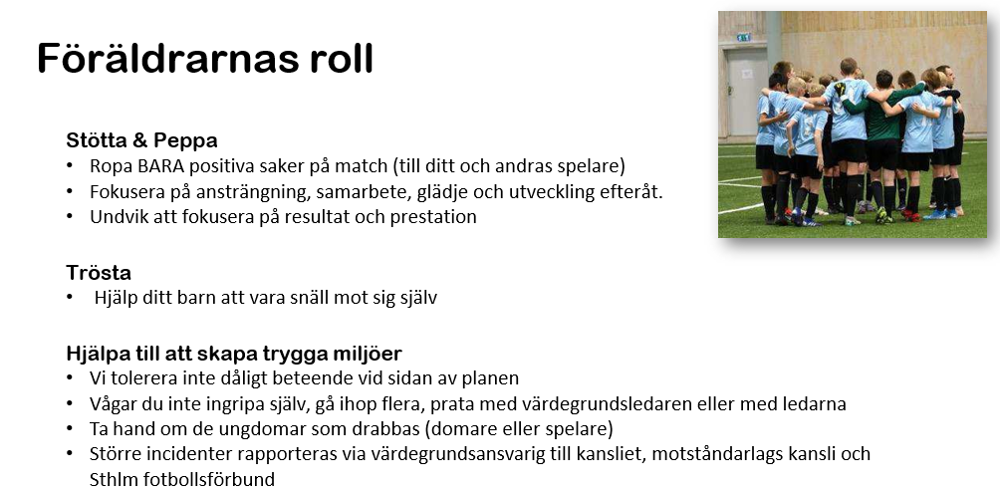 Föräldrarnas roll
Stötta & Peppa
• Ropa BARA positiva saker på match (till ditt och andras spelare)
• Fokusera på ansträngning, samarbete, glädje och utveckling efteråt.
• Undvik att fokusera på resultat och prestation
Trösta
• Hjälp ditt barn att vara snäll mot sig själv
Hjälpa till att skapa trygga miljöer
• Vi tolerera inte dåligt beteende vid sidan av planen
• Vågar du inte ingripa själv, gå ihop flera, prata med värdegrundsledaren eller med ledarna
• Ta hand om de ungdomar som drabbas (domare eller spelare)
• Större incidenter rapporteras via värdegrundsansvarig till kansliet, motståndarlags kansli och
Sthlm fotbollsförbund